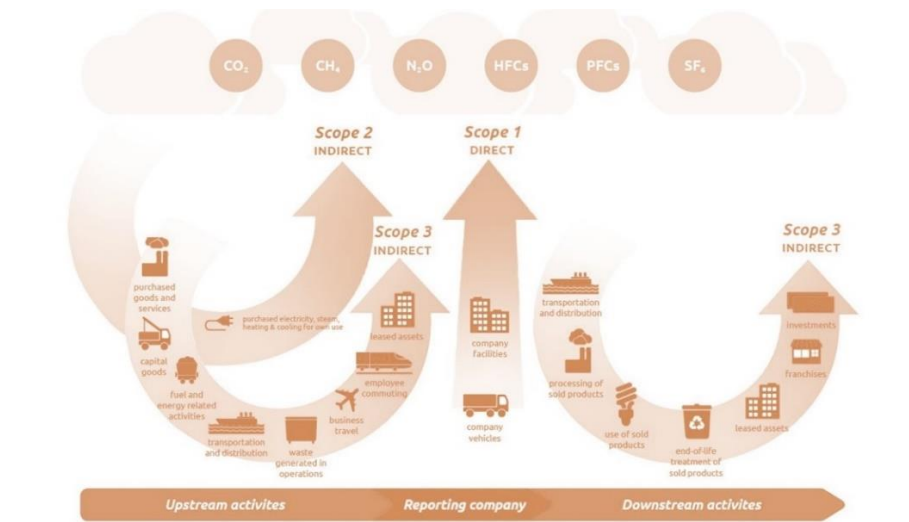 CO₂ CH₄ N₂O HFCs PFCs SF₆
Scope 2
INDIRECT
Scope 1
DIRECT
Scope 3
INDIRECT
Scope 3
INDIRECT
purchased
goods and
services
capital
goods
fuel and
energy related
activities
transportation
and distribution
waste
generated in
operations
business
travel
employee
commuting
leased assets
purchased electricity, steam,
heating & cooling for own use
company
facilities
company
vehicles
transportation
and distribution
processing of
sold products
use of sold
products
end-of-life
treatment of
sold products
leased assets
franchises
investments
Upstream activites
Reporting company
Downstream activities